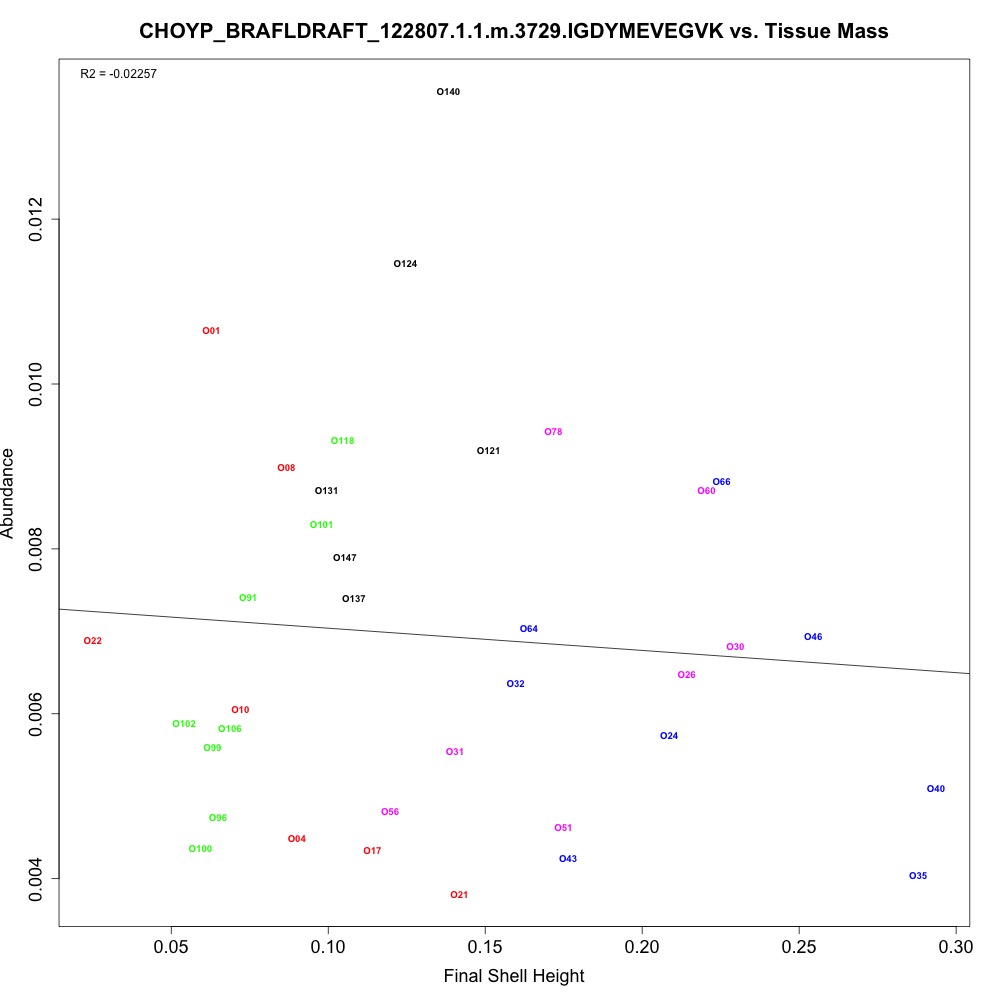 CHOYP_BRAFLDRAFT_122807.1.1.m.3729.IGDYMEVEGVK vs. Tissue Mass
R2 = -0.02257
O140
0.012
O124
O01
0.010
O78
O118
O121
O08
O66
O131
O60
O101
0.008
O147
O91
O137
O64
O46
O22
O30
O26
O32
0.006
O10
O102
O106
O24
O99
O31
O40
O56
O96
O51
O04
O100
O17
O43
0.004
O35
O21
Abundance
0.05 0.10 0.15 0.20 0.25 0.30
Final Shell Height